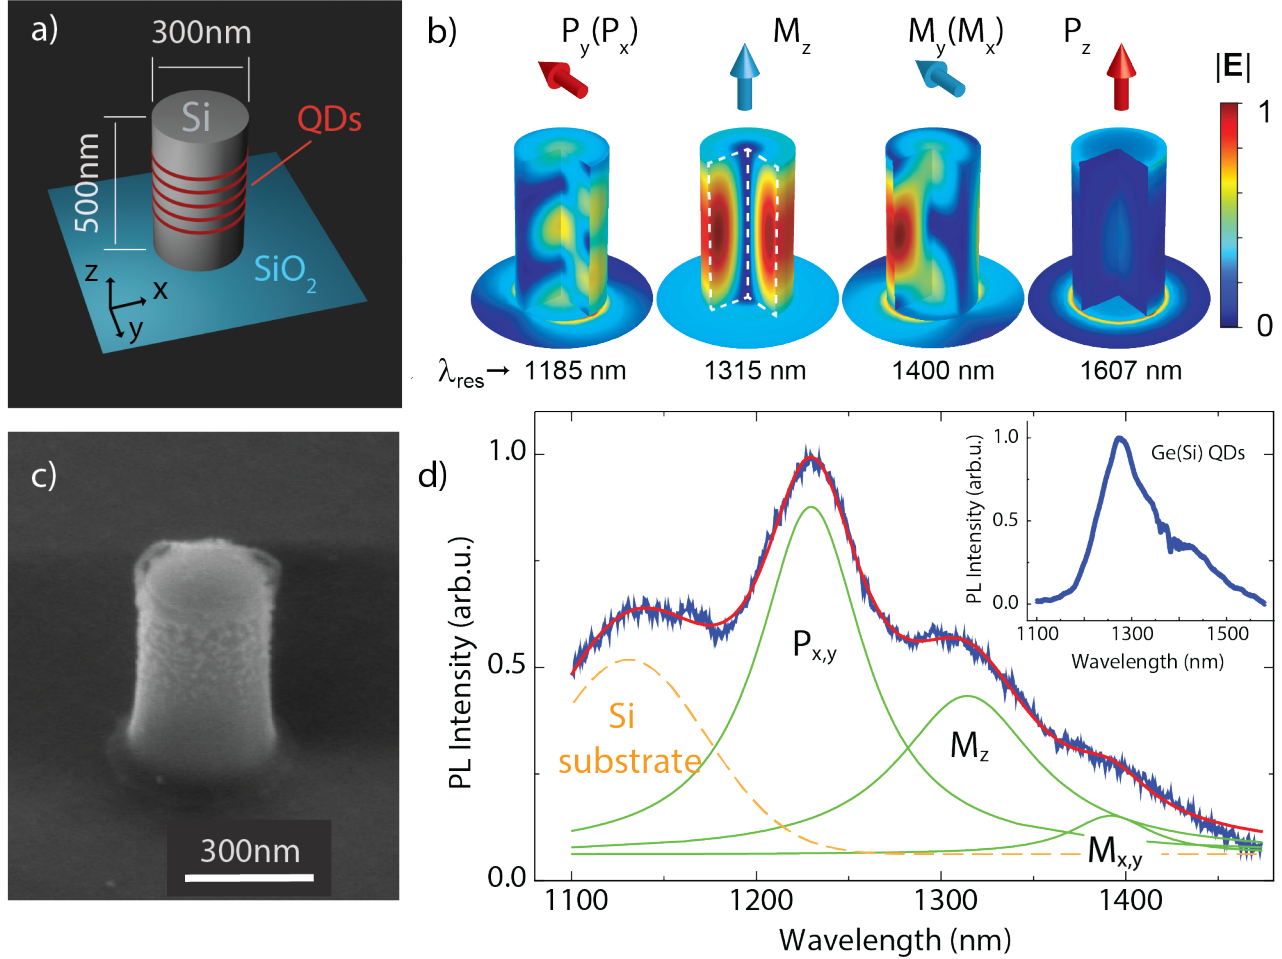 a)
300nm
Si
QDs
500nm
SiO2
z
x
y
b)
Py(Px)
Mz
My(Mx)
Pz
|E|
1
0
λres→ 1185 nm
1315 nm
1400 nm
1607 nm
c)
300nm
d)
PL Intensity (arb.u.)
1.0
0.5
0.0
Si
substrate
Px,y
Mz
Mx,y
1100
1200
1300
1400
Wavelength (nm)
PL Intensity (arb.u.)
1.0
0.5
0.0
Ge(Si) QDs
1100
1300
1500
Wavelength (nm)